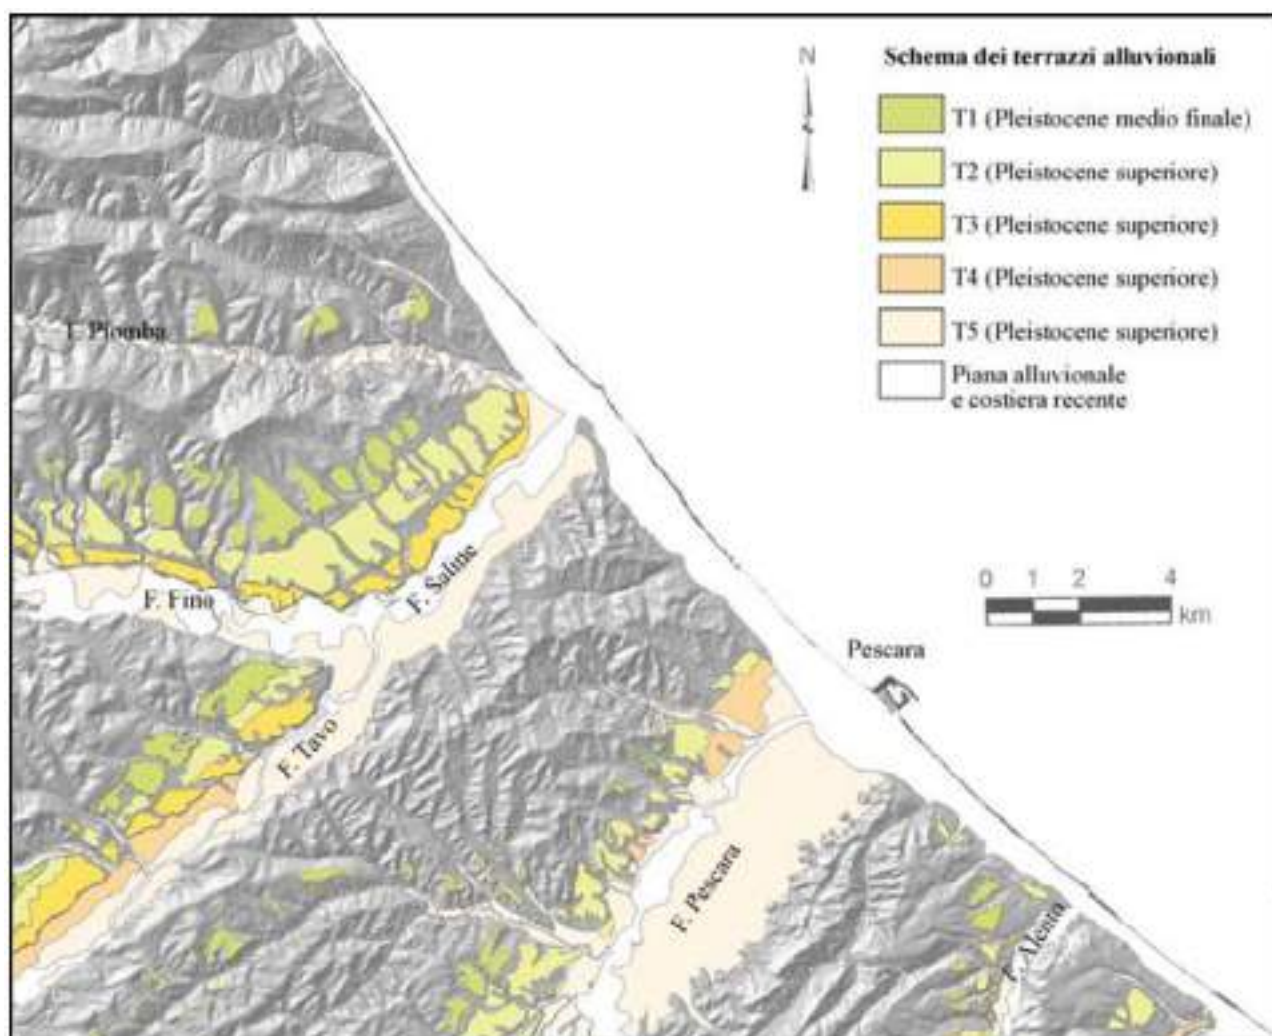 N
Schema dei terrazzi alluvionali
T1 (Pleistocene medio finale)
T2 (Pleistocene superiore)
T3 (Pleistocene superiore)
T4 (Pleistocene superiore)
T5 (Pleistocene superiore)
Piana alluvionale
e costiera recente
T. Piomba
F. Saline
F. Fino
0 1 2 4
km
Pescara
F. Tavo
F. Pescara
F. Alento